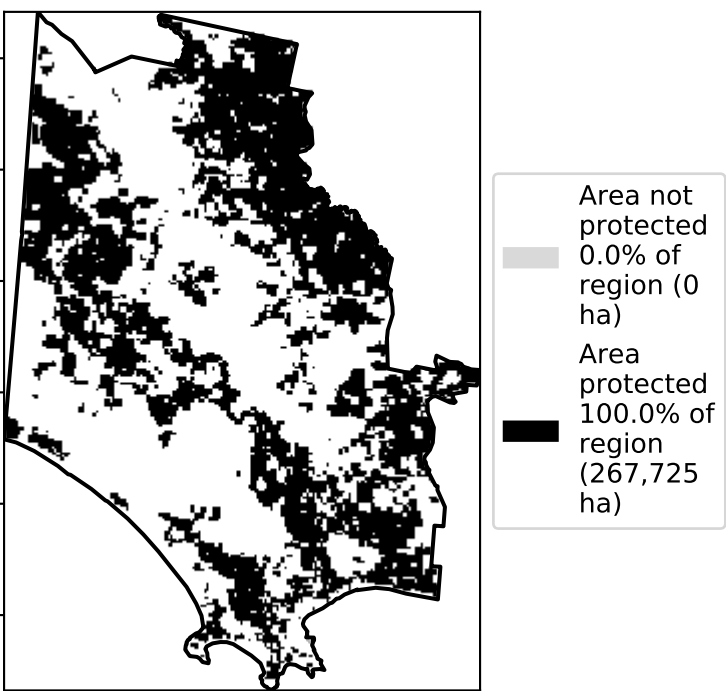 Area not
protected
0.0% of
region (0
ha)
Area
protected
100.0% of
region
(267,725
ha)